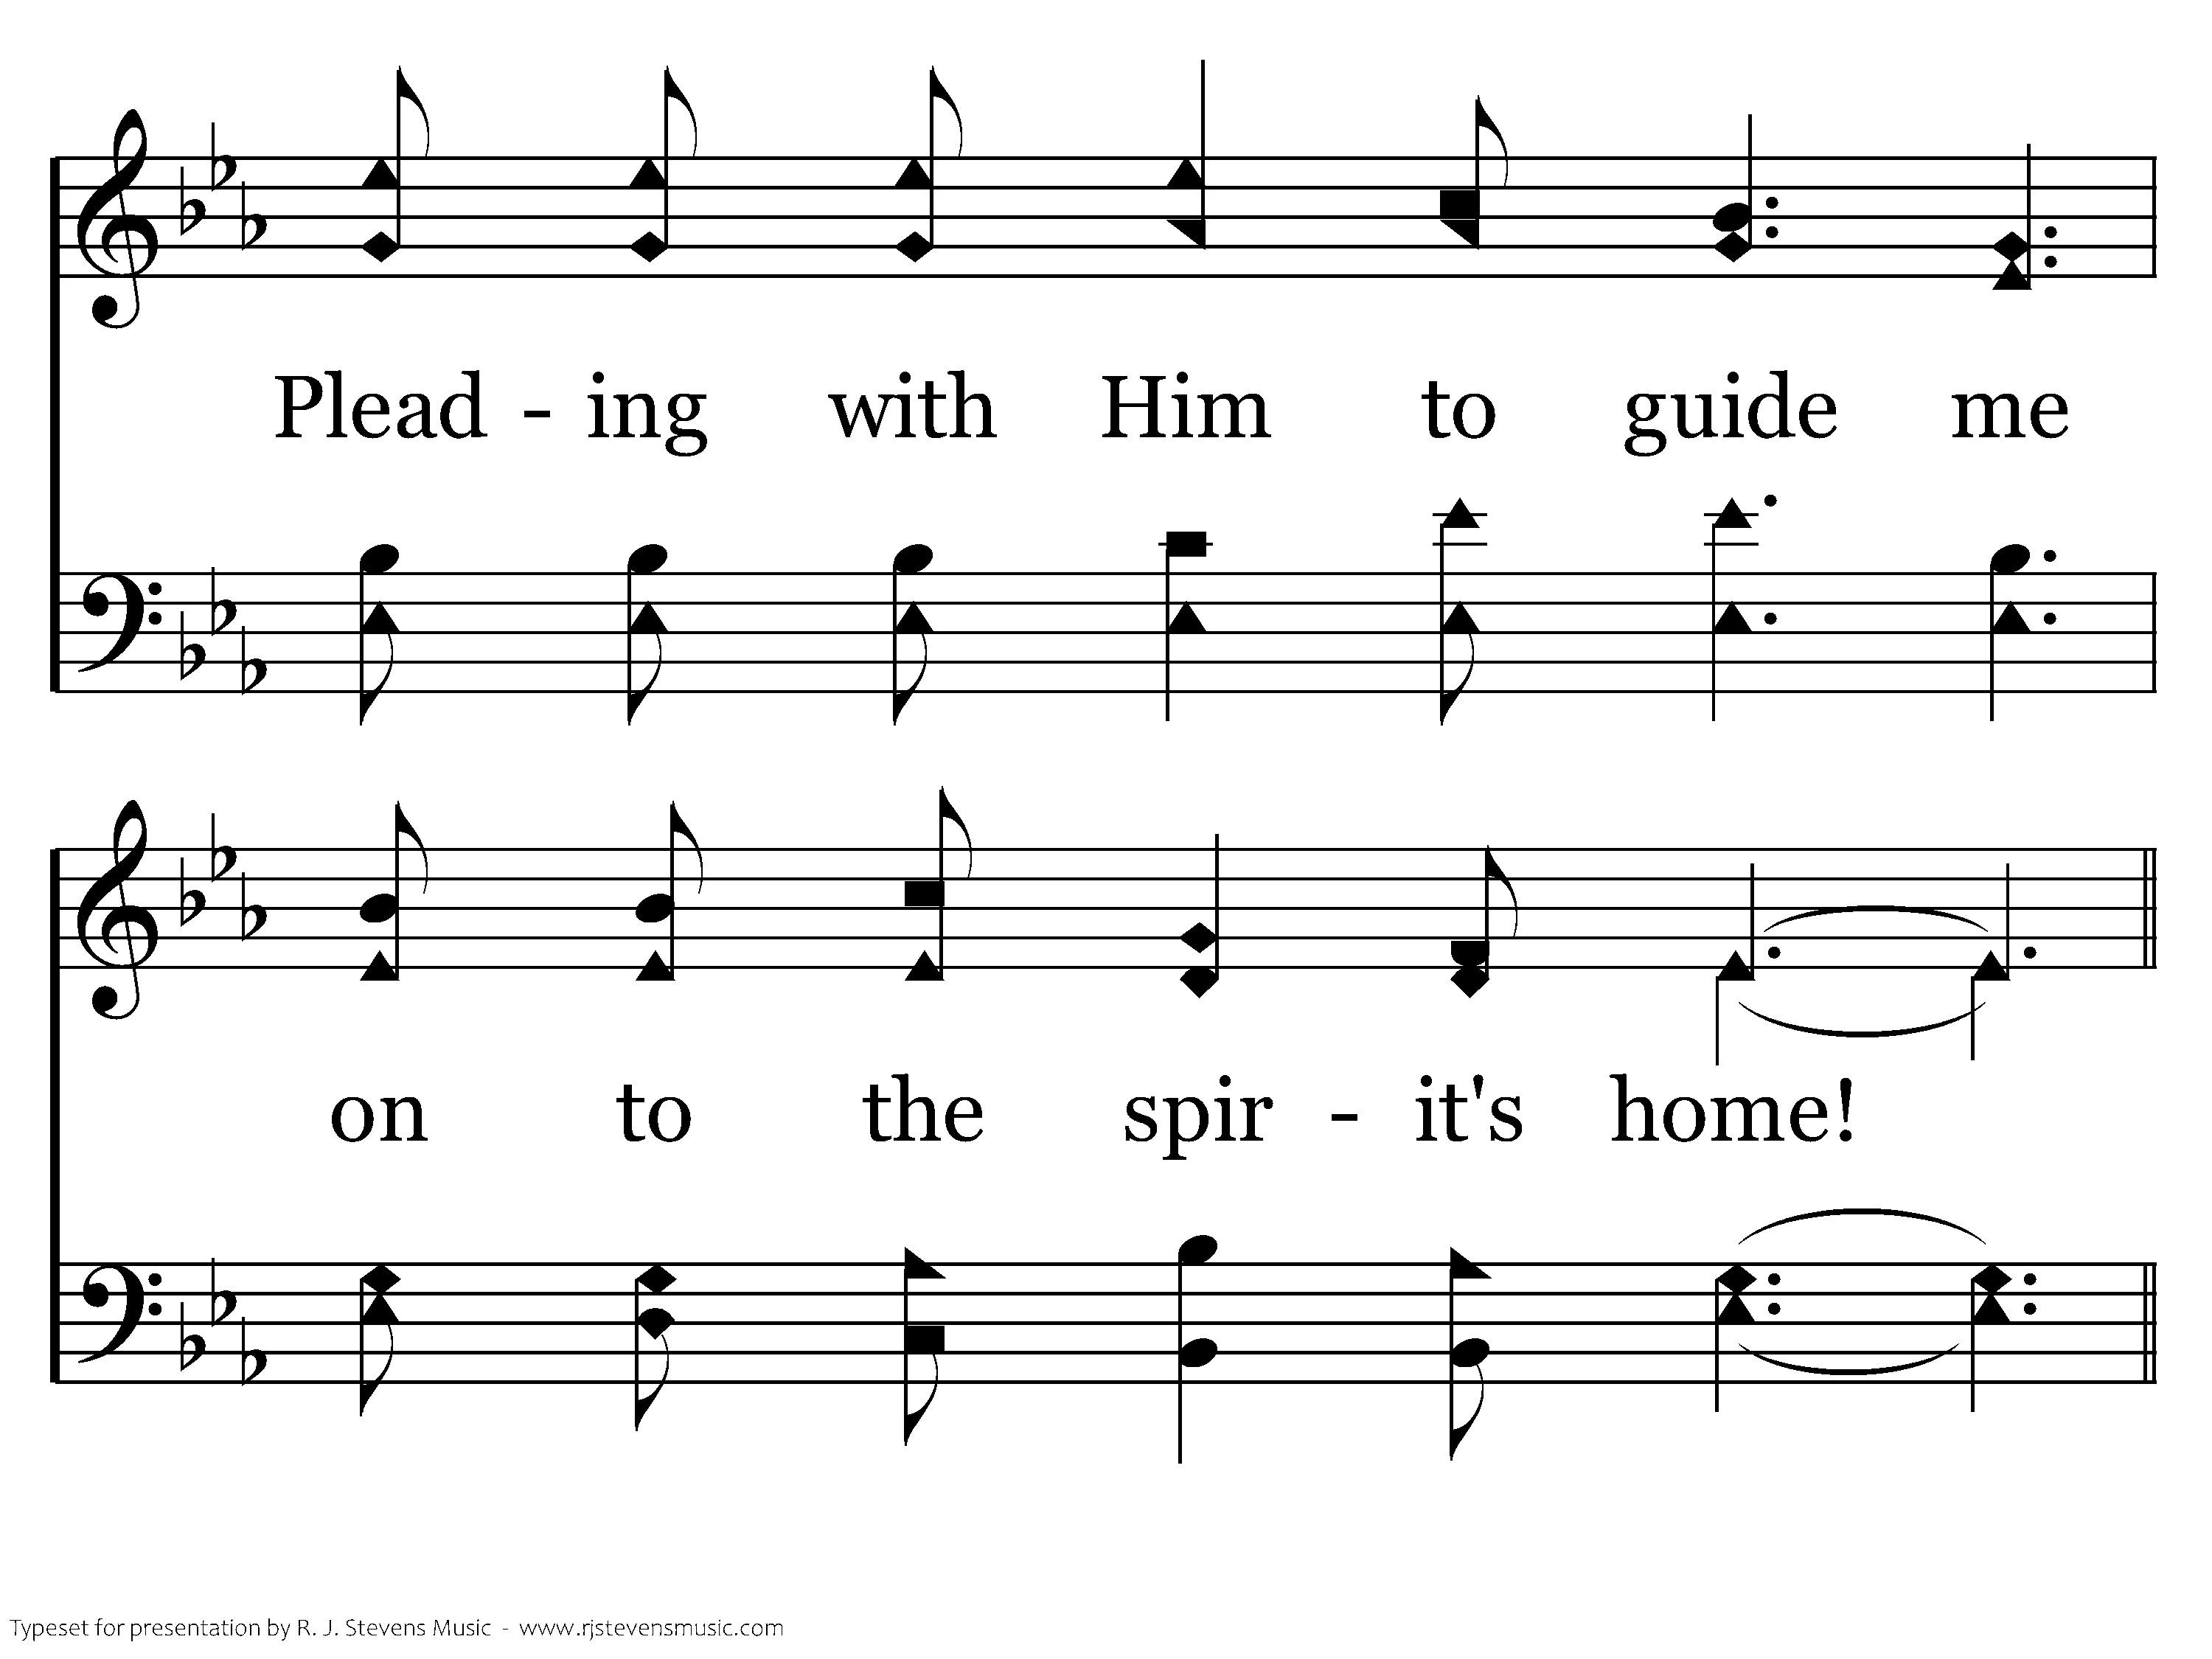 Plead - ing with Him to guide me
on to the spir - it's home!
Typeset for presentation by R. J. Stevens Music - www.rjstevensmusic.com